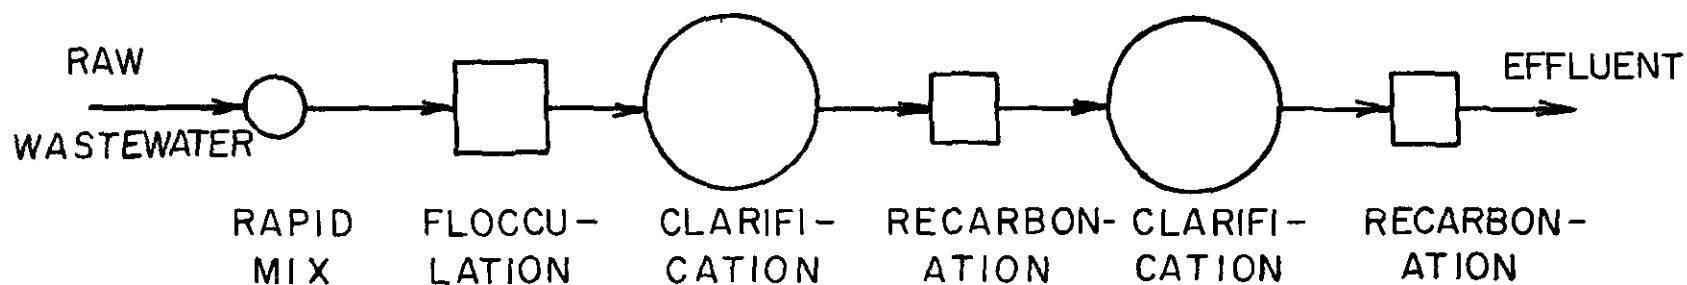 RAW
WASTEWATER
EFFLUENT
RAPID
MIX
FLOCCU-
LATION
CLARIFI-
CATION
RECARBON-
ATION
CLARIFI-
CATION
RECARBON-
ATION